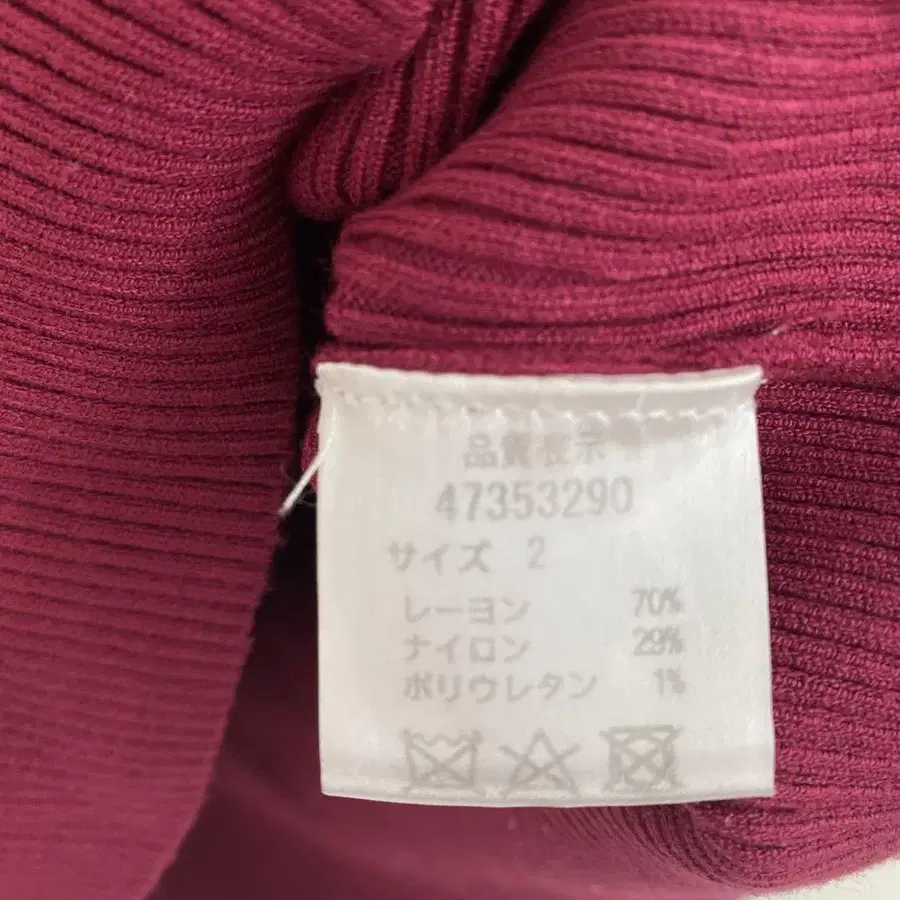 品質表示
47353290
サイズ 2
レーヨン 70%
ナイロン 29%
ポリウレタン 1%